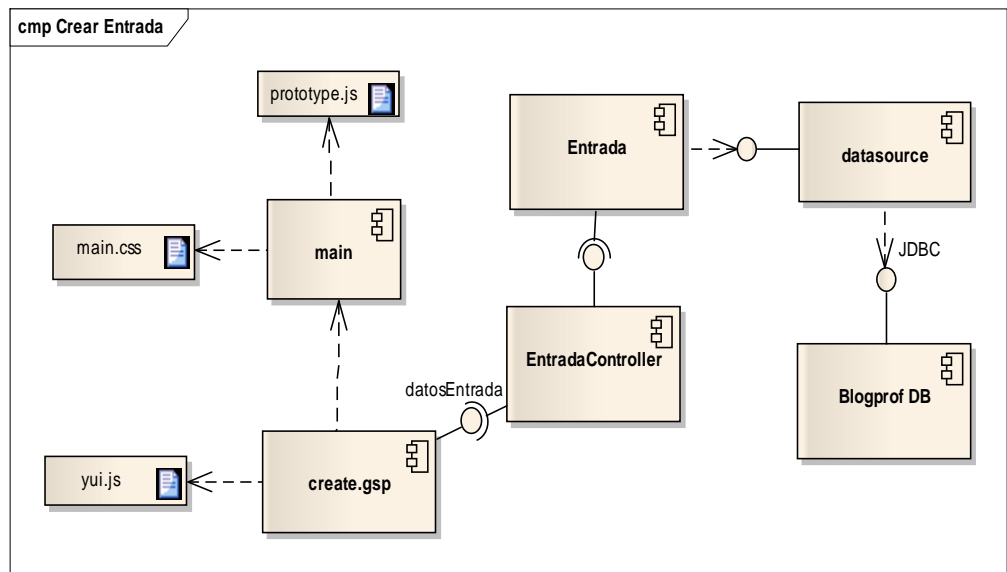 cmp Crear Entrada
prototype.js
Entrada
datasource
main.css
main
JDBC
EntradaController
Blogprof DB
datosEntrada
yui.js
create.gsp